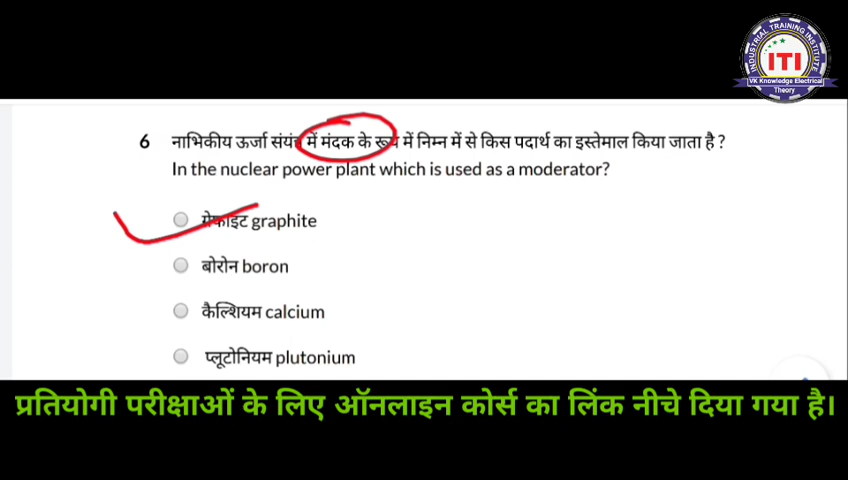 INDUSTRIAL TRAINING INSTITUTE
ITI
VK Knowledge Electrical
Theory
6 नाभिकीय ऊर्जा संयंत्र में मंदक के रूप में निम्न में से किस पदार्थ का इस्तेमाल किया जाता है ?
In the nuclear power plant which is used as a moderator?
ग्रेफाइट graphite
बोरोन boron
कैल्शियम calcium
प्लूटोनियम plutonium
प्रतियोगी परीक्षाओं के लिए ऑनलाइन कोर्स का लिंक नीचे दिया गया है।